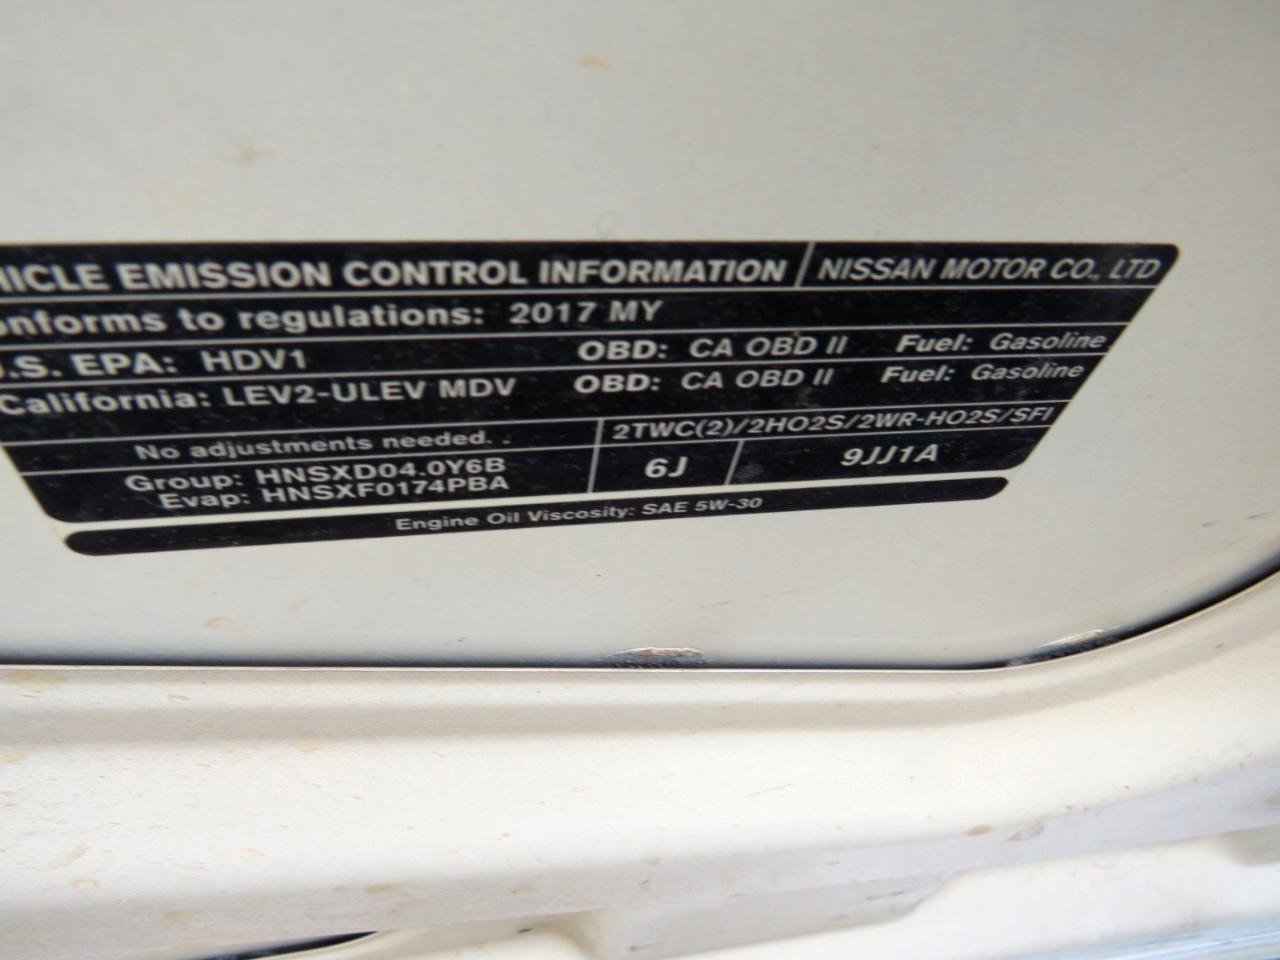 HICLE EMISSION CONTROL INFORMATION NISSAN MOTOR CO., LTD
onforms to regulations: 2017 MY
.S. EPA: HDV1 OBD: CA OBD II Fuel: Gasoline
California: LEV2-ULEV MDV OBD: CA OBD II Fuel: Gasoline
No adjustments needed. . 2TWC(2)/2HO2S/2WR-HO2S/SFI
Group: HNSXD04.0Y6B 6J 9JJ1A
Evap: HNSXF0174PBA
Engine Oil Viscosity: SAE 5W-30